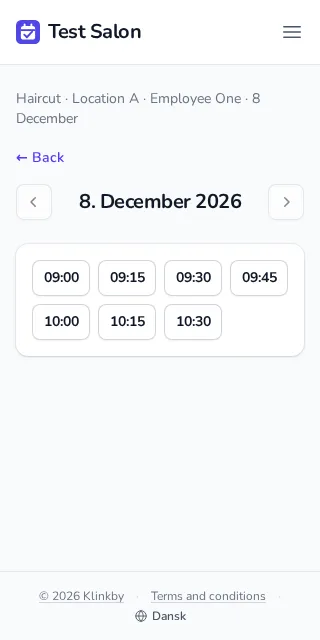 Test Salon
Haircut · Location A · Employee One · 8
December
← Back
8. December 2026
09:00 09:15 09:30 09:45
10:00 10:15 10:30
© 2026 Klinkby · Terms and conditions ·
Dansk